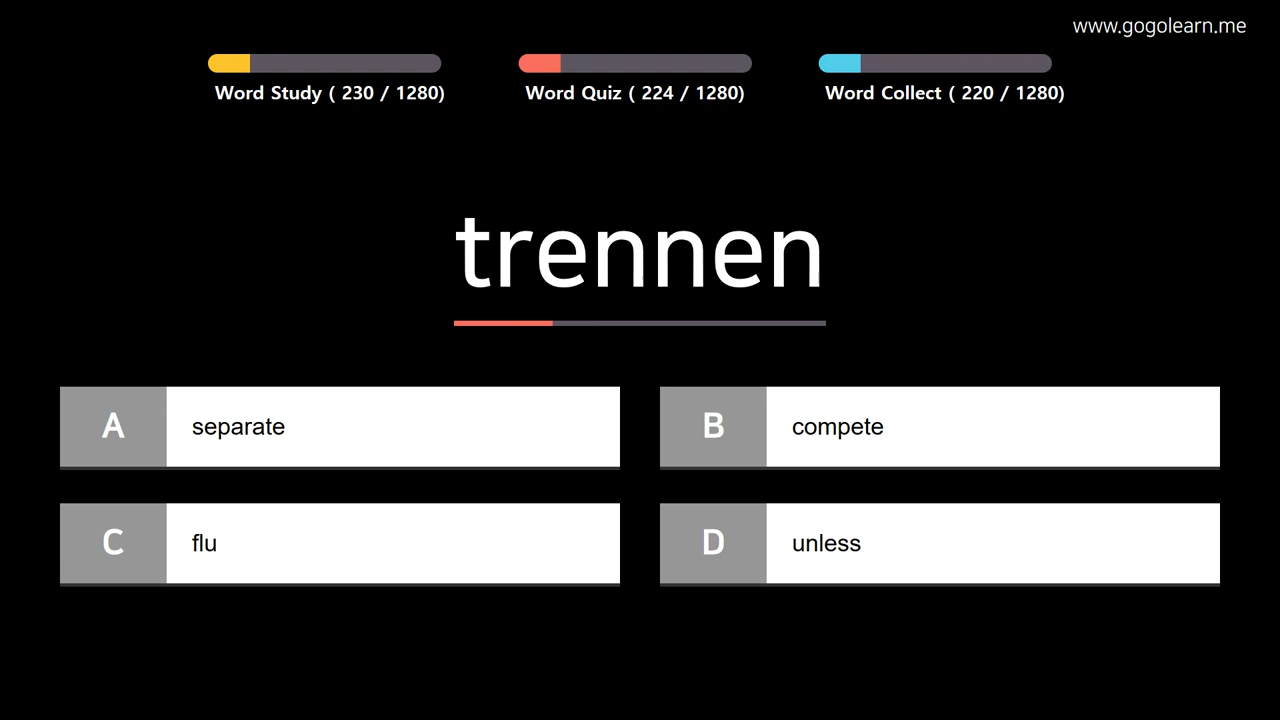 www.gogolearn.me
Word Study ( 230 / 1280)
Word Quiz ( 224 / 1280)
Word Collect ( 220 / 1280)
trennen
A separate
B compete
C flu
D unless